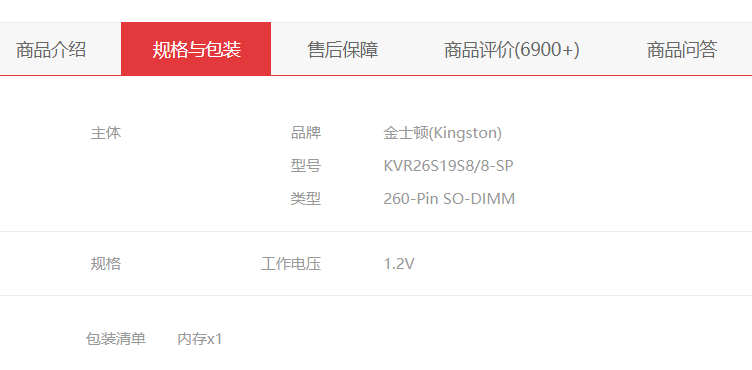 商品介绍 规格与包装 售后保障 商品评价(6900+) 商品问答
主体 品牌 金士顿(Kingston)
型号 KVR26S19S8/8-SP
类型 260-Pin SO-DIMM
规格 工作电压 1.2V
包装清单 内存x1